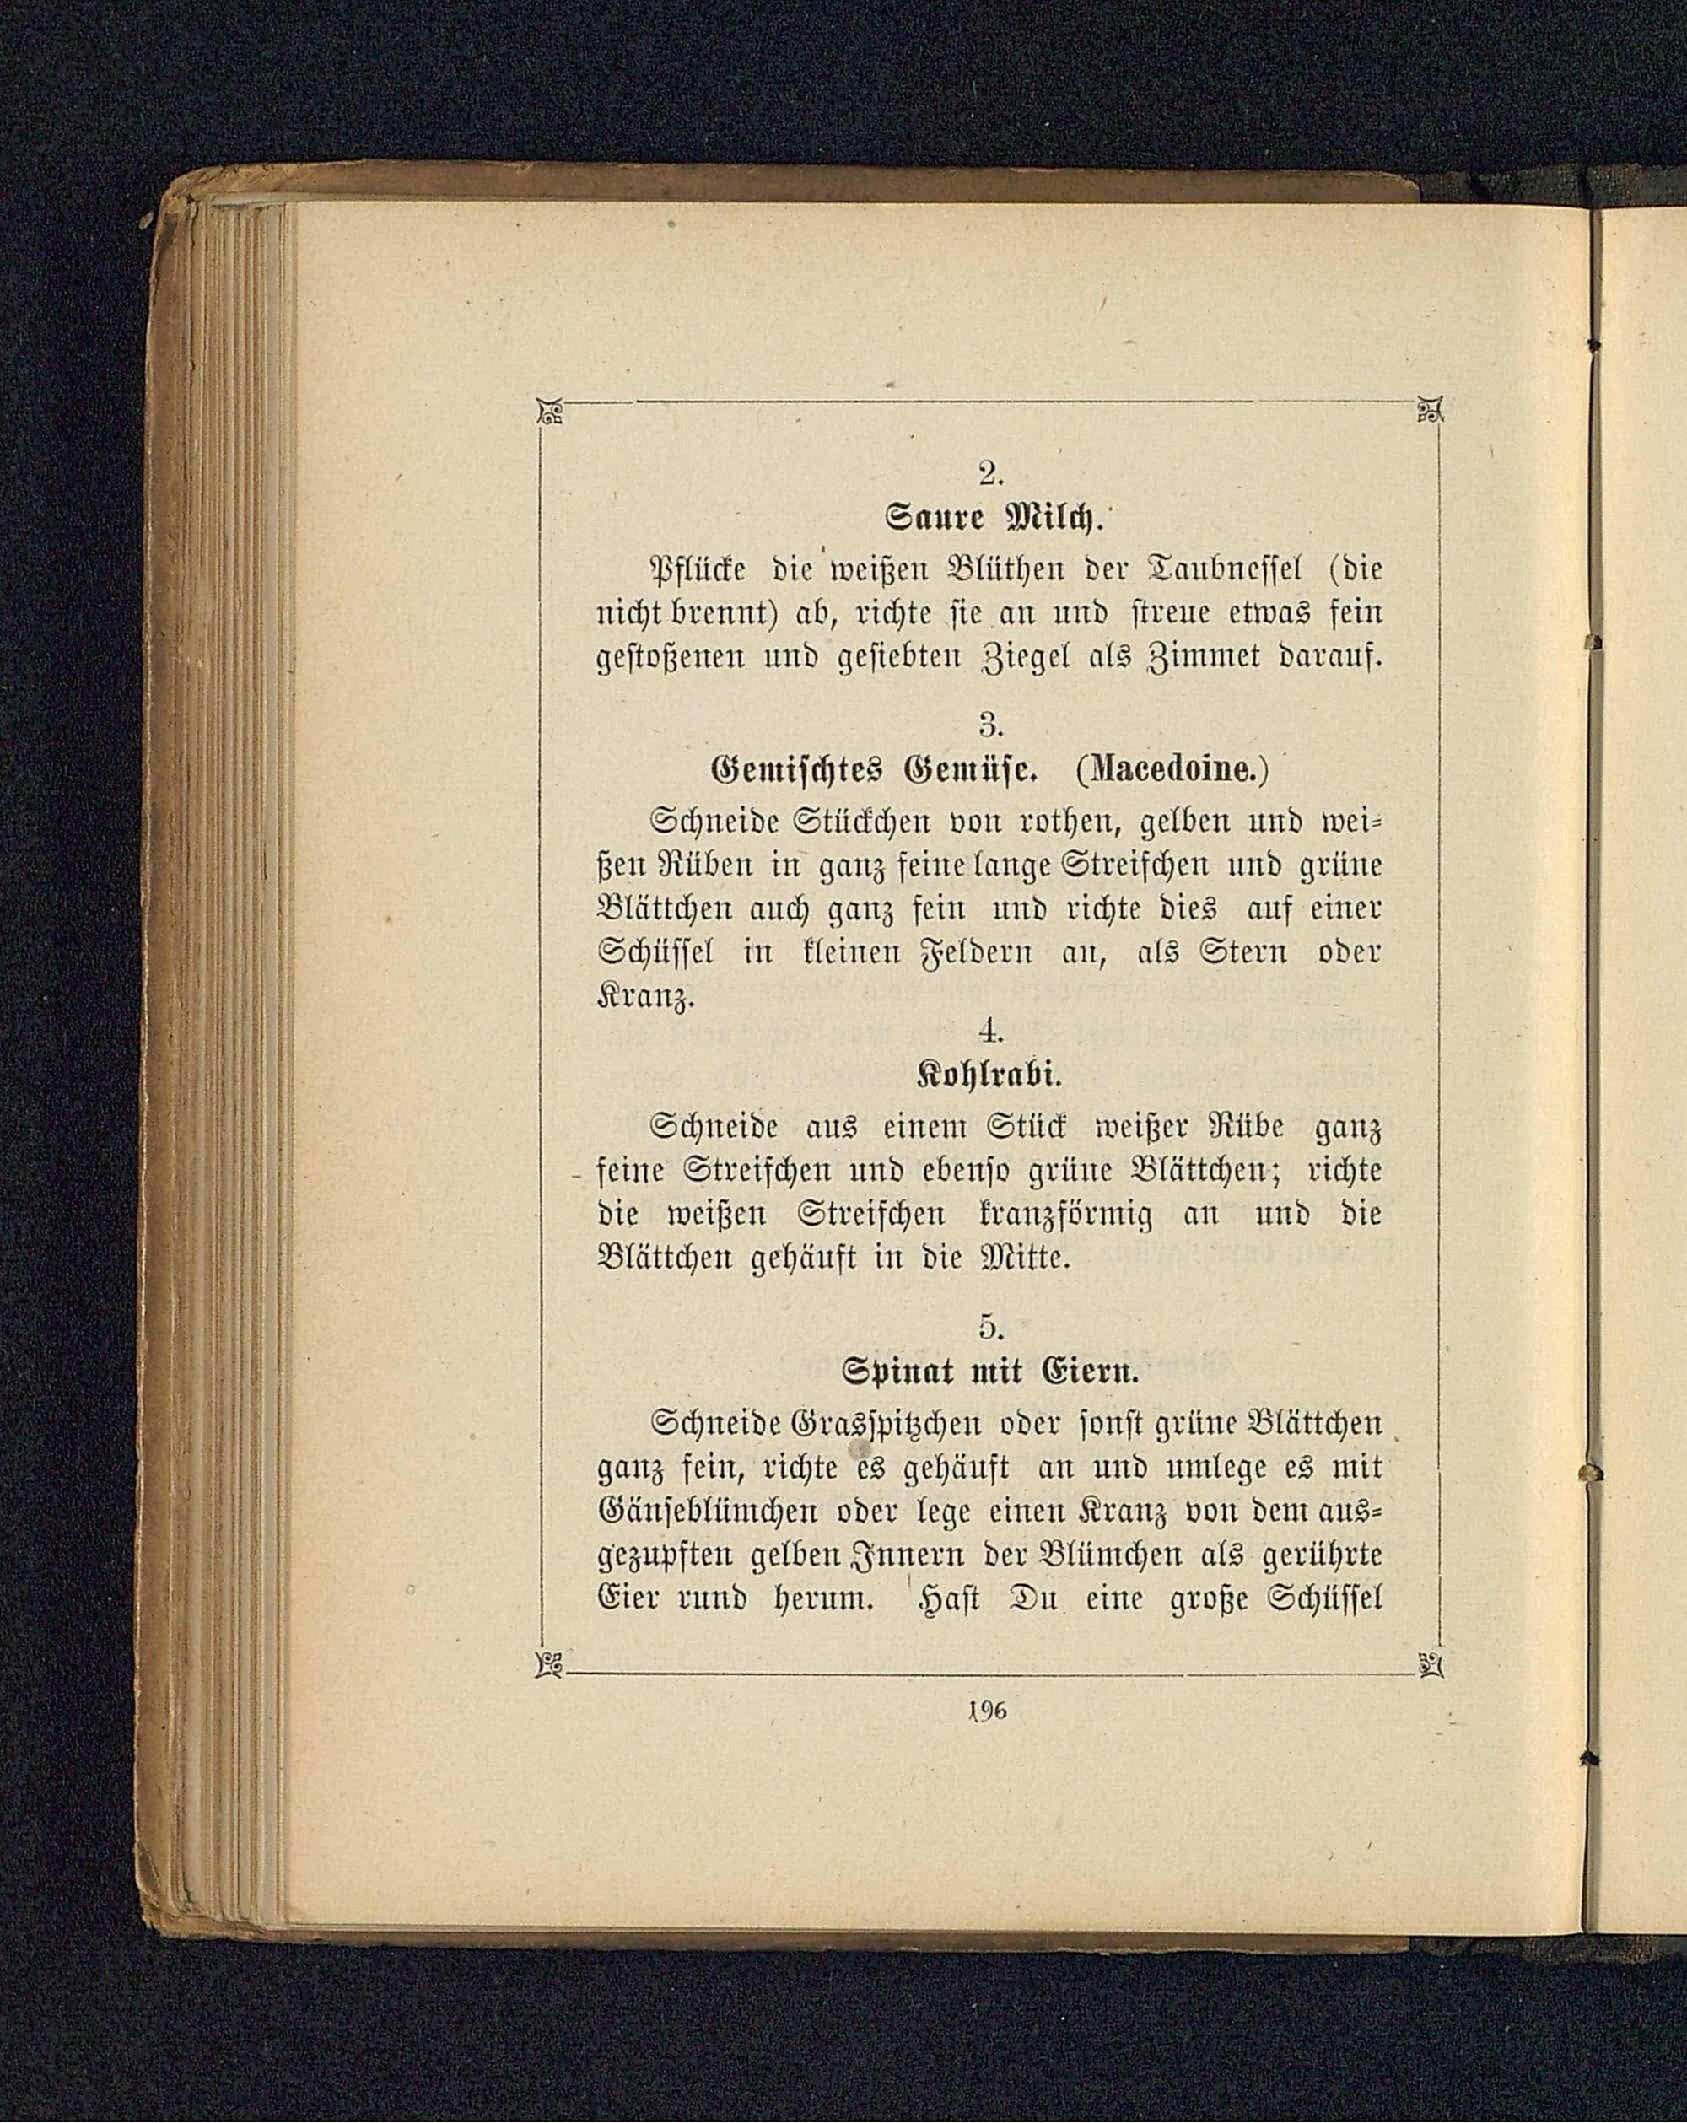 2.
Saure Milch.
Pflücke die weißen Blüthen der Taubnessel (die
nicht brennt) ab, richte sie an und streue etwas fein
gestoßenen und gesiebten Ziegel als Zimmet darauf.
3.
Gemischtes Gemüse. (Macedoine.)
Schneide Stückchen von rothen, gelben und wei-
ßen Rüben in ganz feine lange Streifchen und grüne
Blättchen auch ganz fein und richte dies auf einer
Schüssel in kleinen Feldern an, als Stern oder
Kranz.
4.
Kohlrabi.
Schneide aus einem Stück weißer Rübe ganz
feine Streifchen und ebenso grüne Blättchen; richte
die weißen Streifchen kranzförmig an und die
Blättchen gehäuft in die Mitte.
5.
Spinat mit Eiern.
Schneide Grasspitzchen oder sonst grüne Blättchen
ganz fein, richte es gehäuft an und umlege es mit
Gänseblümchen oder lege einen Kranz von dem aus-
gezupften gelben Innern der Blümchen als gerührte
Eier rund herum. Hast Du eine große Schüssel
196